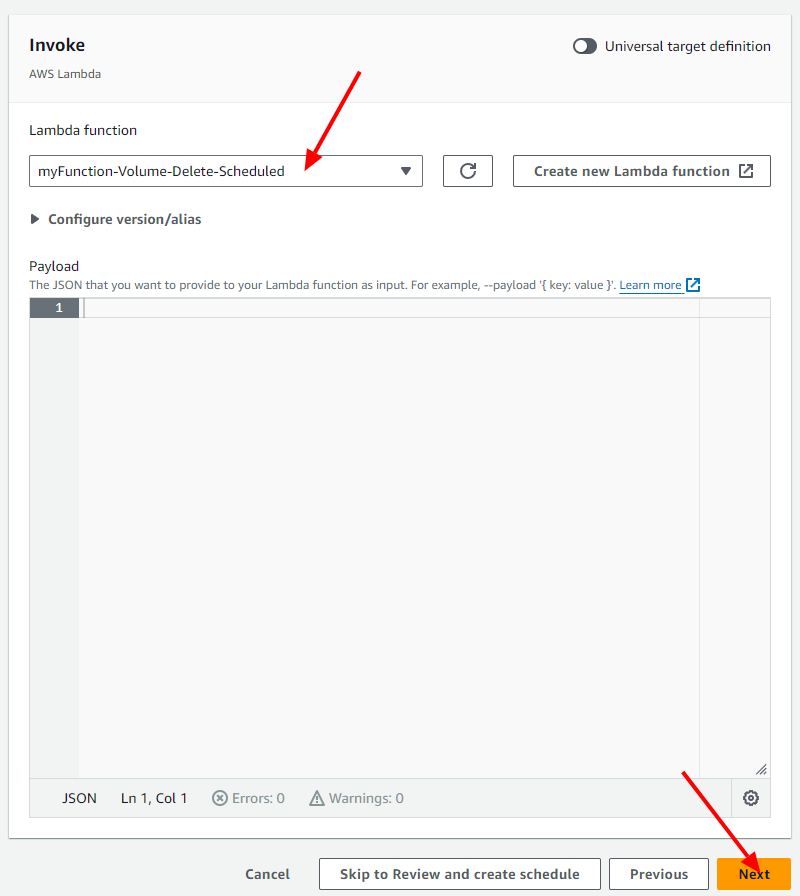 Invoke
Universal target definition
AWS Lambda
Lambda function
myFunction-Volume-Delete-Scheduled
Create new Lambda function
Configure version/alias
Payload
The JSON that you want to provide to your Lambda function as input. For example, --payload '{ key: value }'. Learn more
1
JSON Ln 1, Col 1 Errors: 0 Warnings: 0
Cancel Skip to Review and create schedule Previous Next